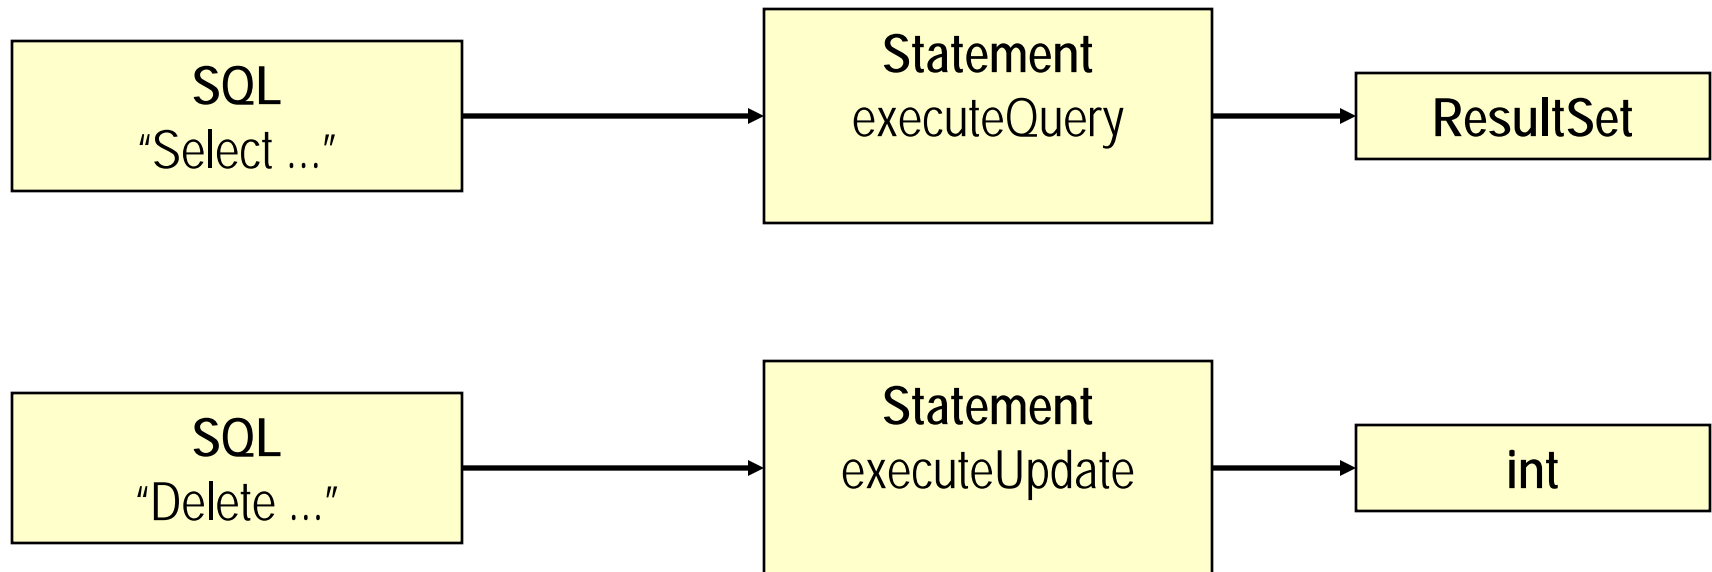 SQL
“Select ...”
Statement
executeQuery
ResultSet
SQL
“Delete ...”
Statement
executeUpdate
int